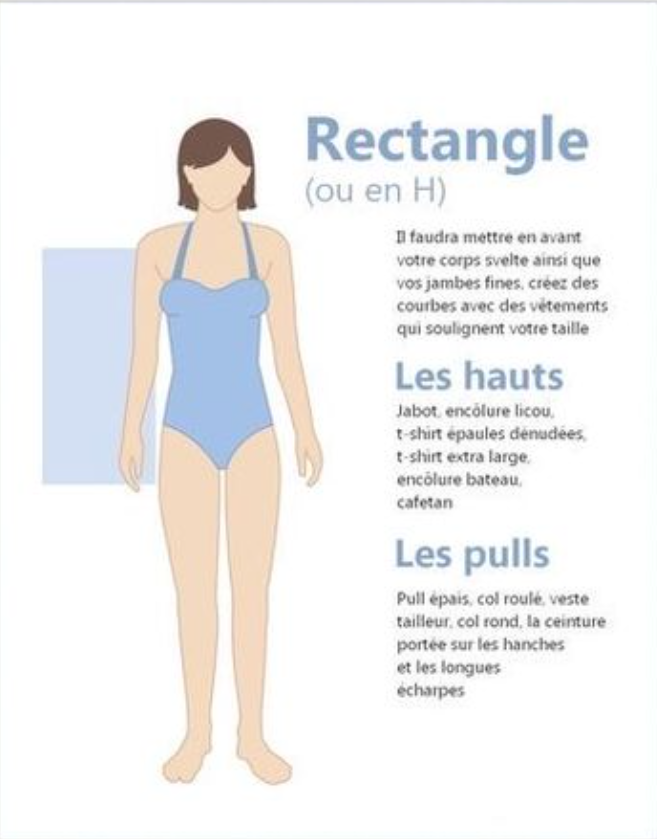 Rectangle
(ou en H)
Il faudra mettre en avant
votre corps svelte ainsi que
vos jambes fines, créez des
courbes avec des vêtements
qui soulignent votre taille
Les hauts
Jabot, encôlure licou,
t-shirt épaules dénudées,
t-shirt extra large,
encôlure bateau,
cafetan
Les pulls
Pull épais, col roulé, veste
tailleur, col rond, la ceinture
portée sur les hanches
et les longues
écharpes